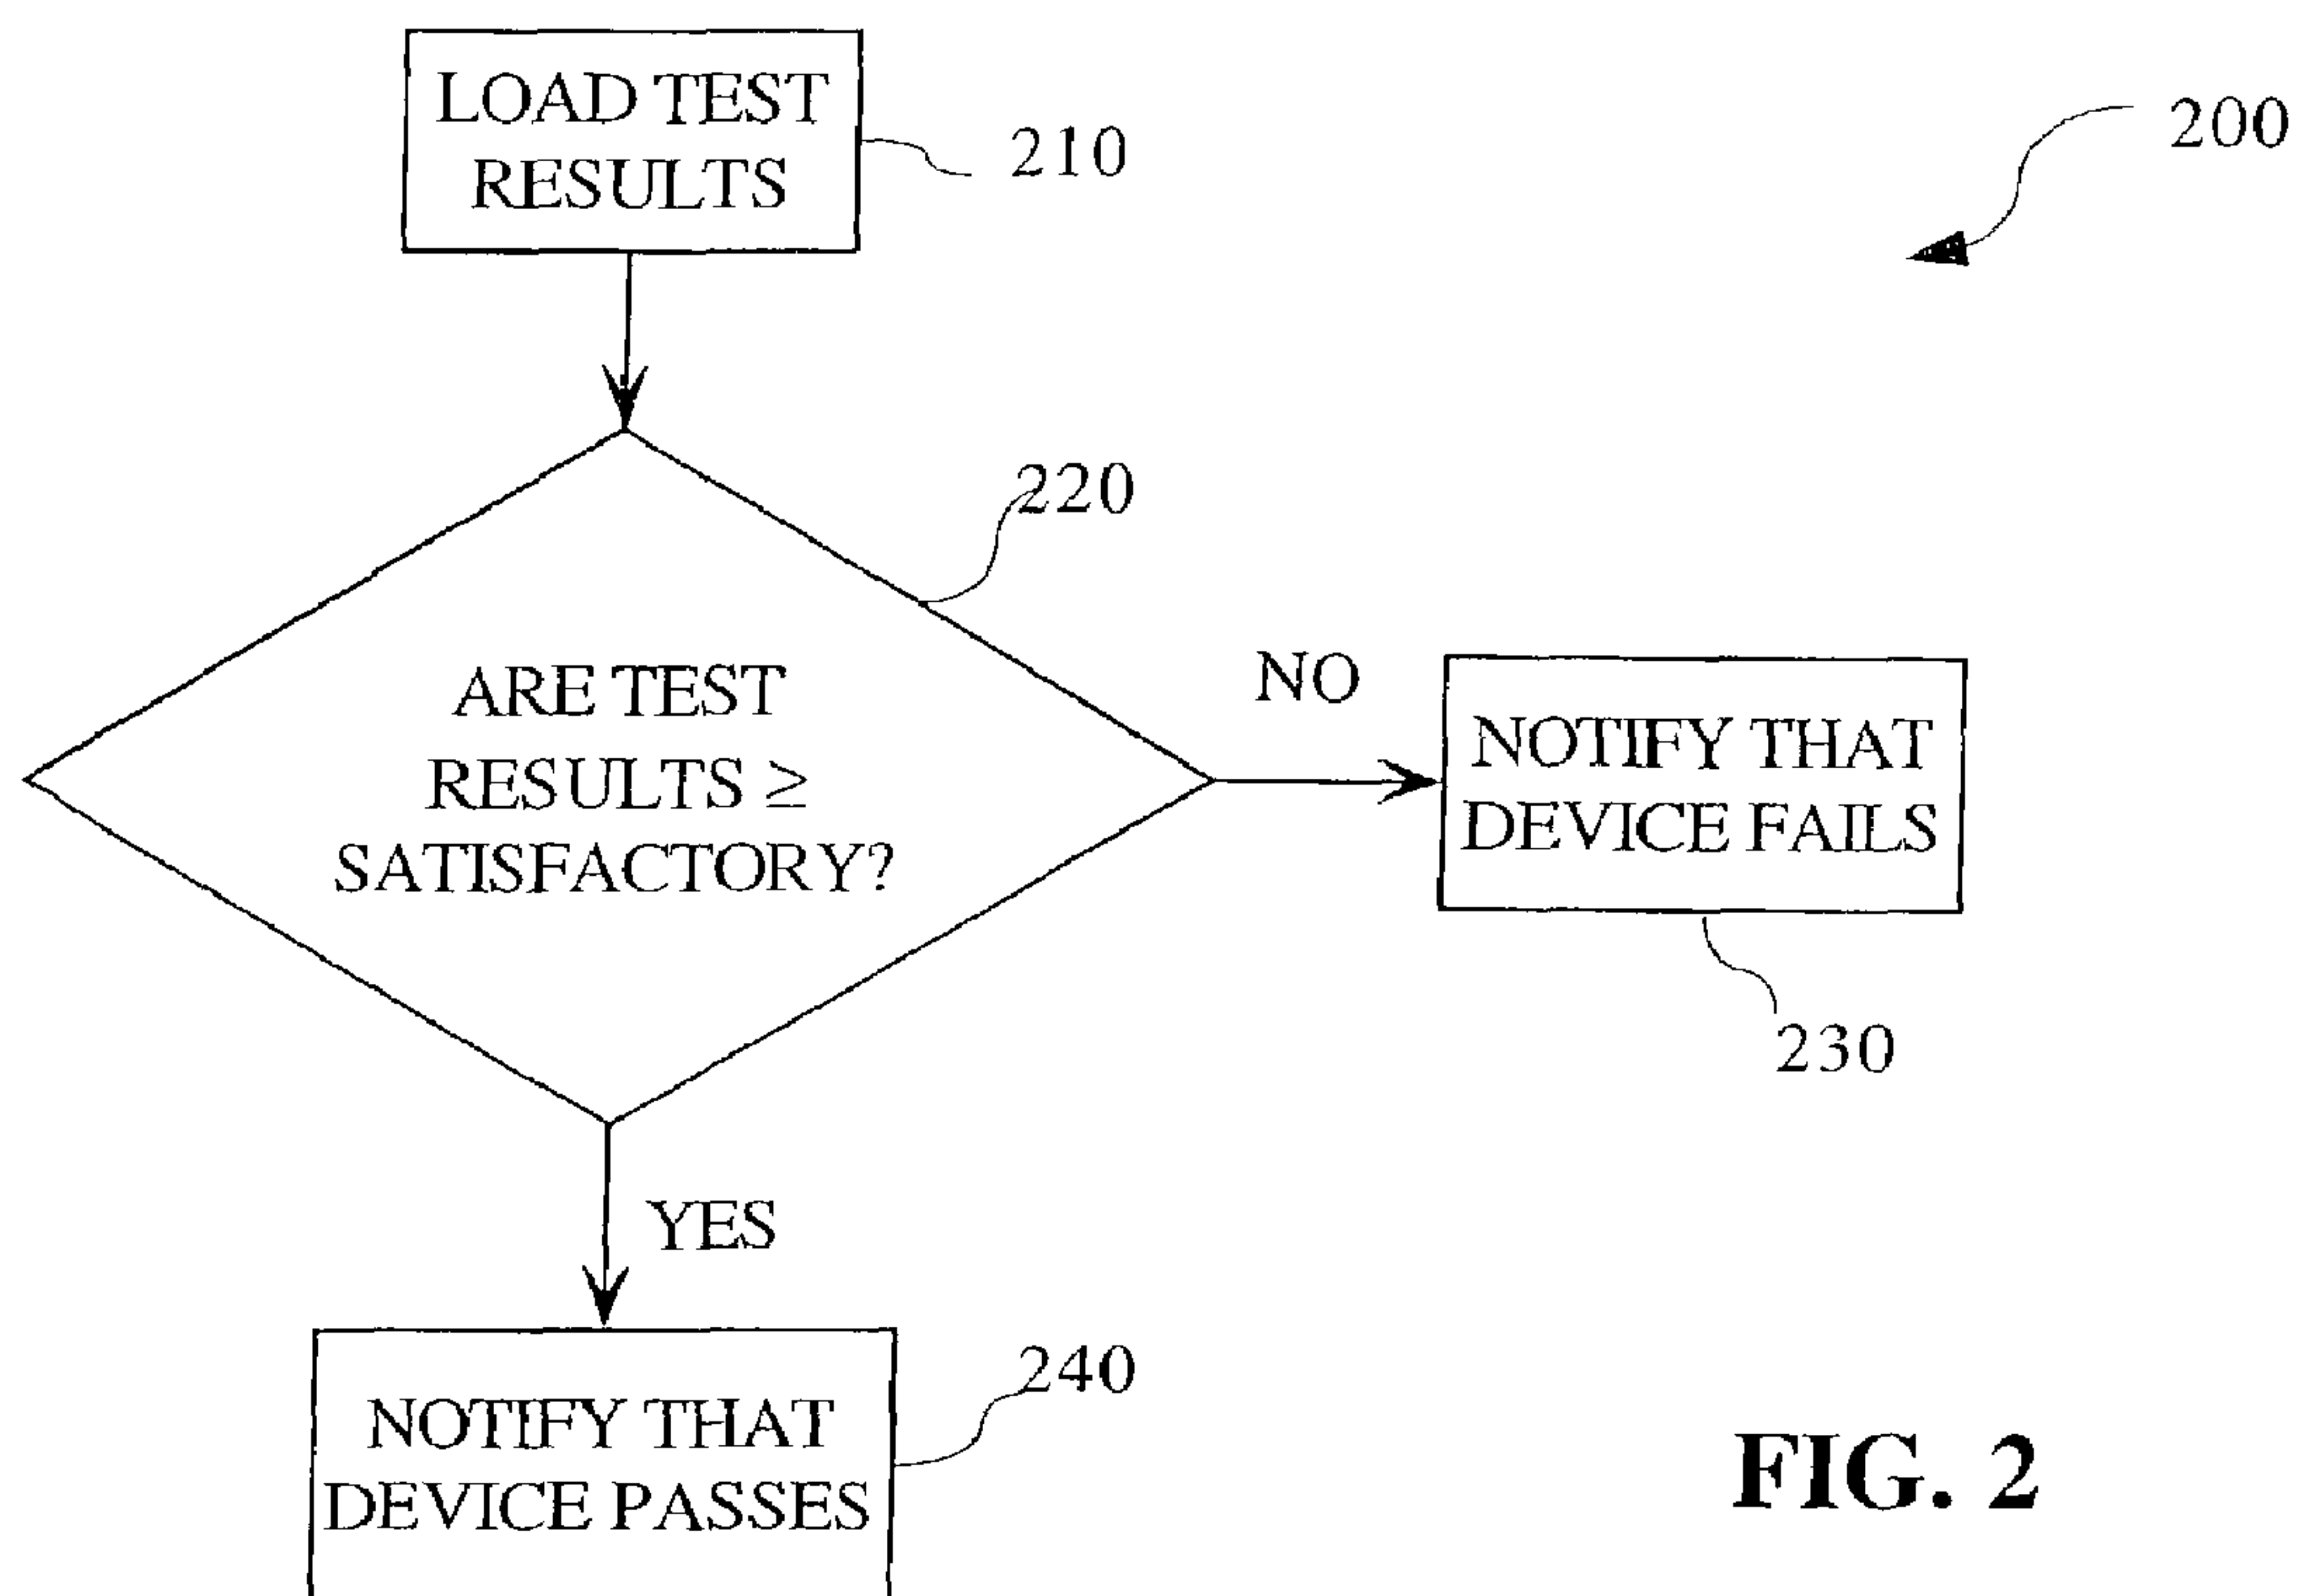 LOAD TEST
RESULTS
210
200
220
ARE TEST
RESULTS ≥
SATISFACTORY?
NO
NOTIFY THAT
DEVICE FAILS
230
YES
240
NOTIFY THAT
DEVICE PASSES
FIG. 2